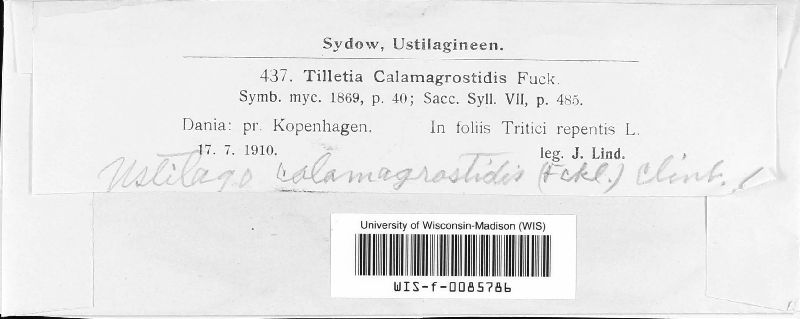 Sydow, Ustilagineen.
437. Tilletia Calamagrostidis Fuck.
Symb. myc. 1869, p. 40; Sacc. Syll. VII, p. 485.
Dania: pr. Kopenhagen. In foliis Tritici repentis L.
17. 7. 1910. leg. J. Lind.
Ustilago calamagrostidis (Fckl.) Clint. !
University of Wisconsin-Madison (WIS)
WIS-f-0085786